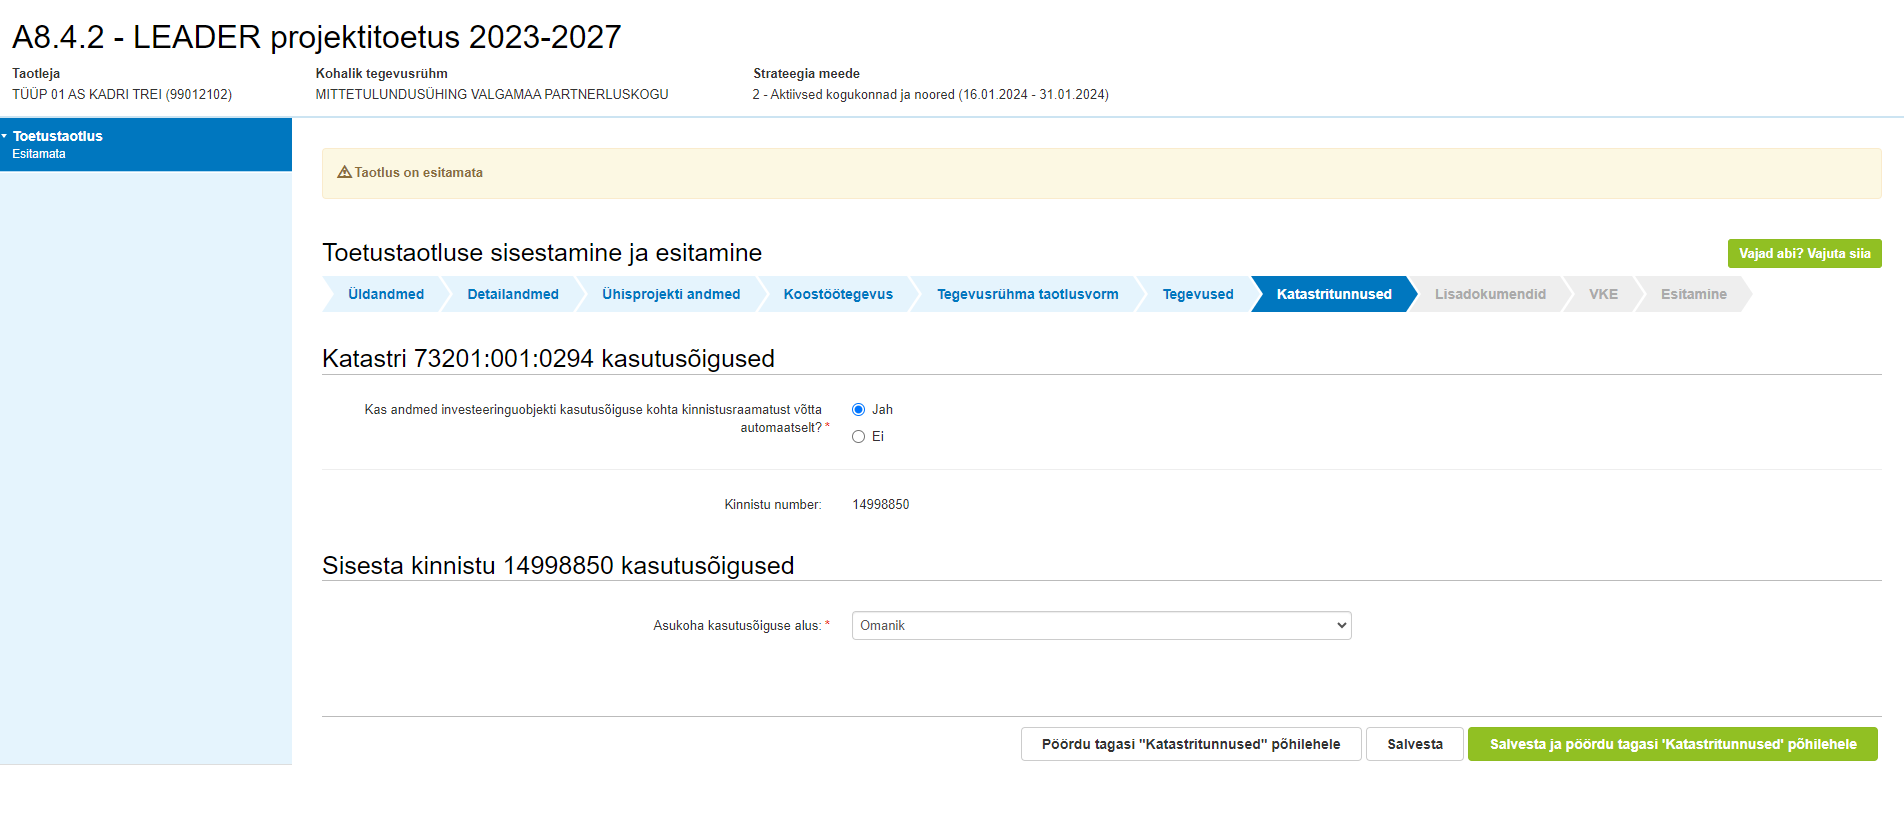 A8.4.2 - LEADER projektitoetus 2023-2027
Taotleja
TÜÜP 01 AS KADRI TREI (99012102)
Kohalik tegevusrühm
MITTETULUNDUSÜHING VALGAMAA PARTNERLUSKOGU
Strateegia meede
2 - Aktiivsed kogukonnad ja noored (16.01.2024 - 31.01.2024)
Toetustaotlus
Esitamata
Taotlus on esitamata
Toetustaotluse sisestamine ja esitamine
Vajad abi? Vajuta siia
Üldandmed
Detailandmed
Ühisprojekti andmed
Koostöötegevus
Tegevusrühma taotlusvorm
Tegevused
Katastritunnused
Lisadokumendid
VKE
Esitamine
Katastri 73201:001:0294 kasutusõigused
Kas andmed investeeringuobjekti kasutusõiguse kohta kinnistusraamatust võtta
automaatselt? *
Jah
Ei
Kinnistu number:
14998850
Sisesta kinnistu 14998850 kasutusõigused
Asukoha kasutusõiguse alus: *
Omanik
Pöördu tagasi "Katastritunnused" põhilehele
Salvesta
Salvesta ja pöördu tagasi 'Katastritunnused' põhilehele